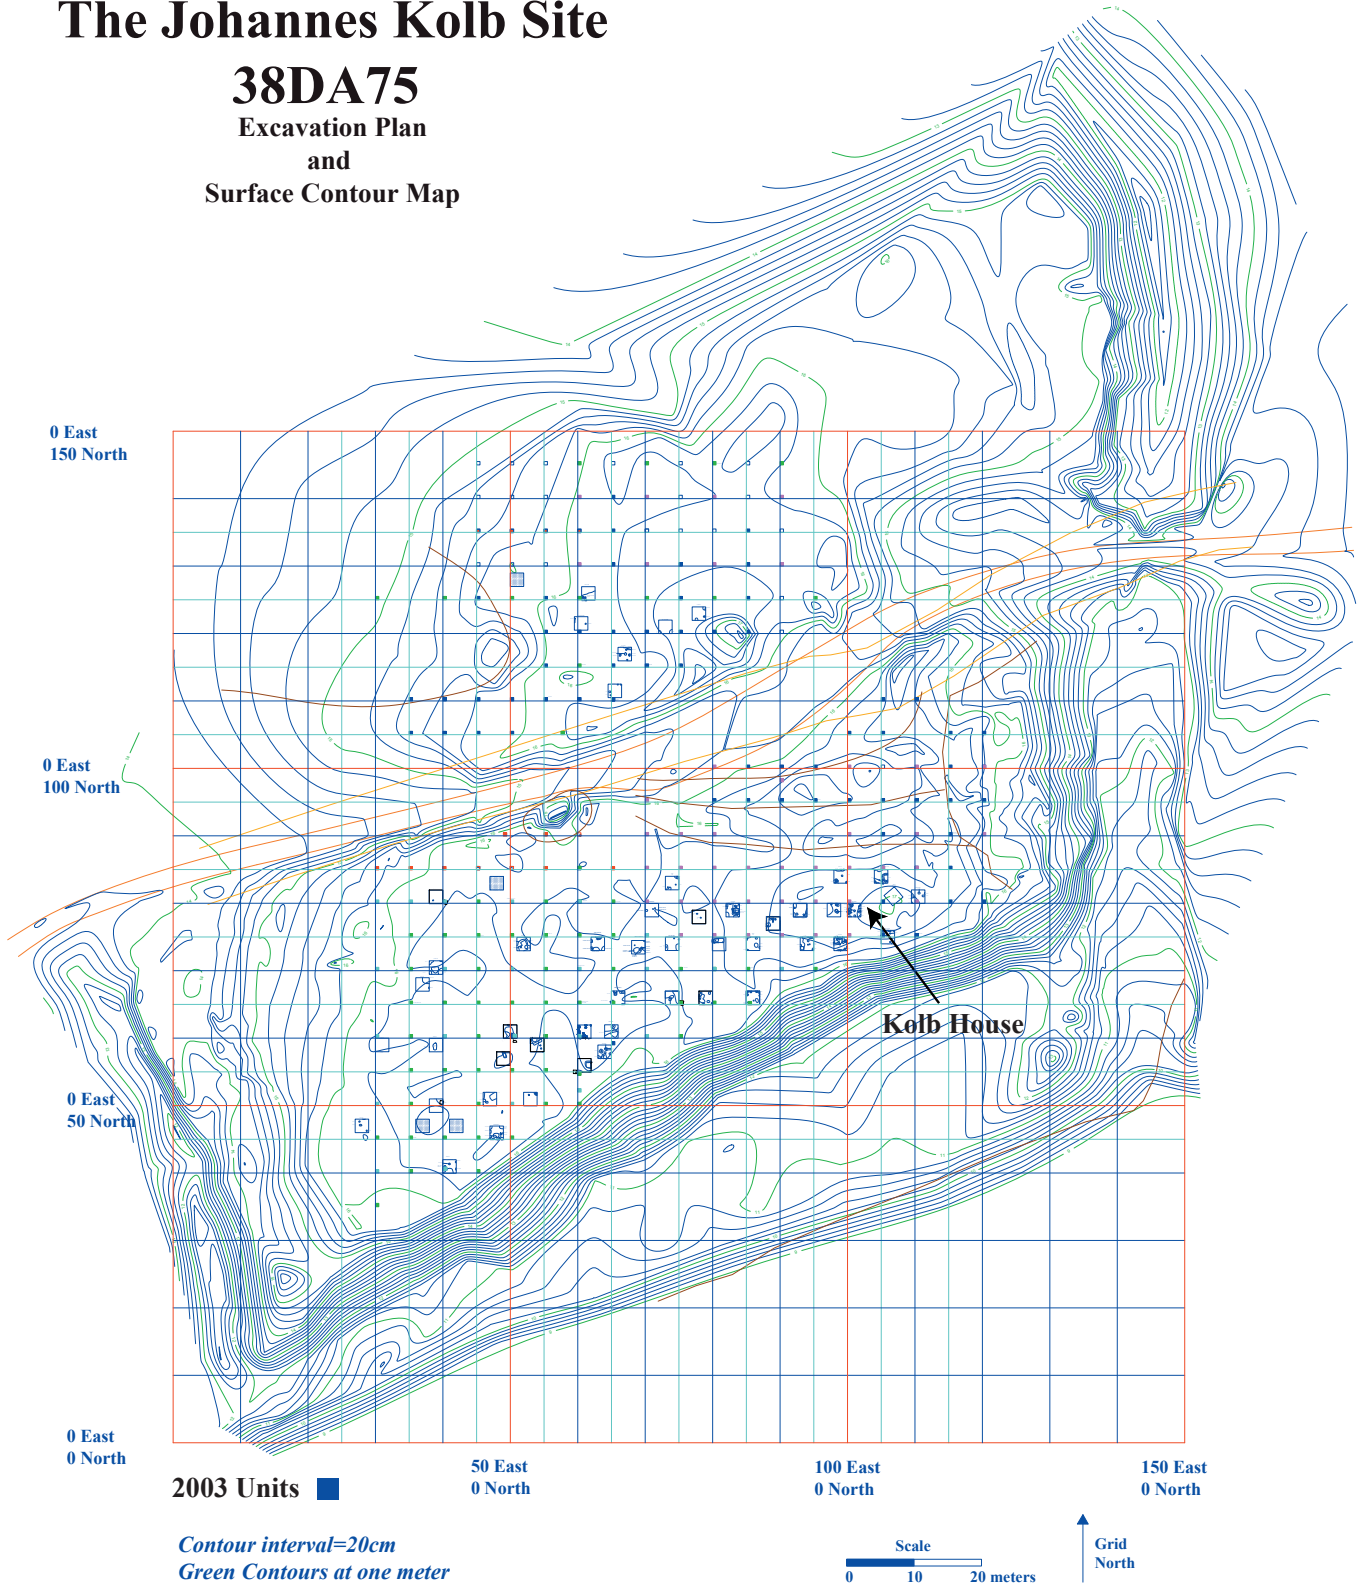 The Johannes Kolb Site
38DA75
Excavation Plan
and
Surface Contour Map
0 East
150 North
0 East
100 North
Kolb House
0 East
50 North
0 East
0 North
50 East
0 North
100 East
0 North
150 East
0 North
2003 Units
Contour interval=20cm
Green Contours at one meter
Scale
0 10 20 meters
Grid
North